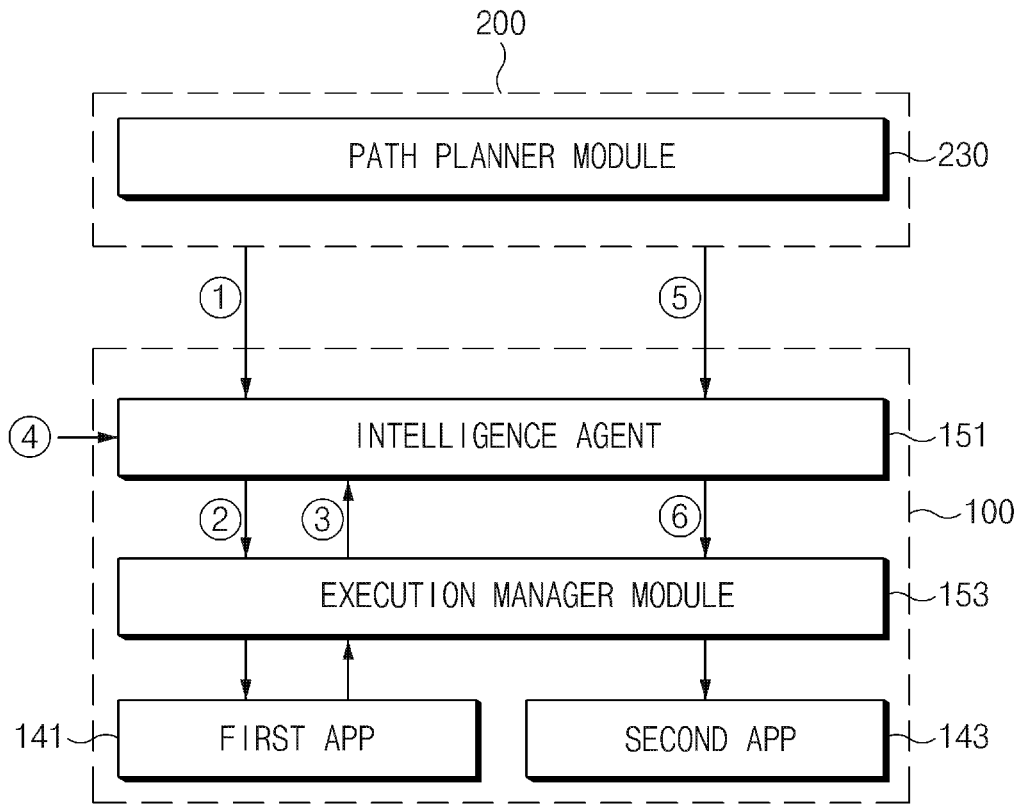 200
PATH PLANNER MODULE
230
①
⑤
④
INTELLIGENCE AGENT
151
②
③
⑥
100
EXECUTION MANAGER MODULE
153
141
FIRST APP
SECOND APP
143